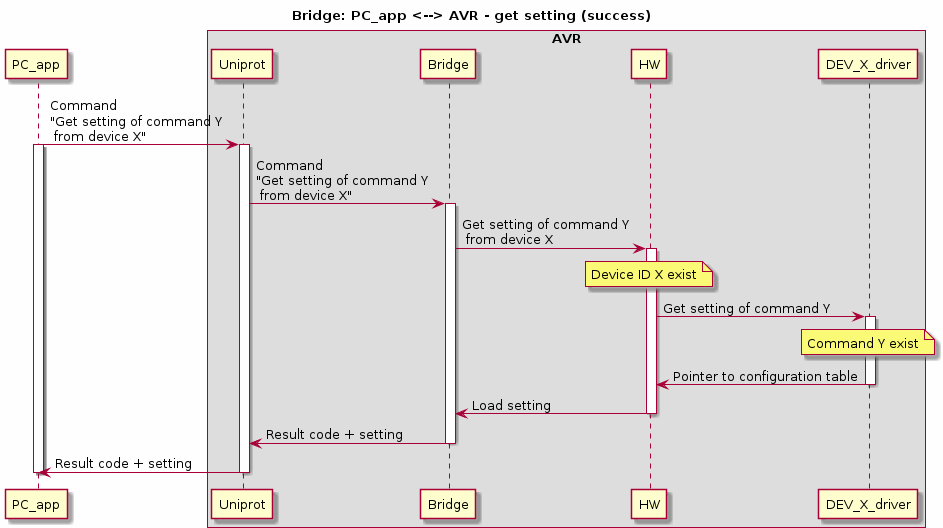 Bridge: PC_app <--> AVR - get setting (success)
AVR
PC_app
Uniprot
Bridge
HW
DEV_X_driver
Command
"Get setting of command Y
from device X"
Command
"Get setting of command Y
from device X"
Get setting of command Y
from device X
Device ID X exist
Get setting of command Y
Command Y exist
Pointer to configuration table
Load setting
Result code + setting
Result code + setting
PC_app
Uniprot
Bridge
HW
DEV_X_driver